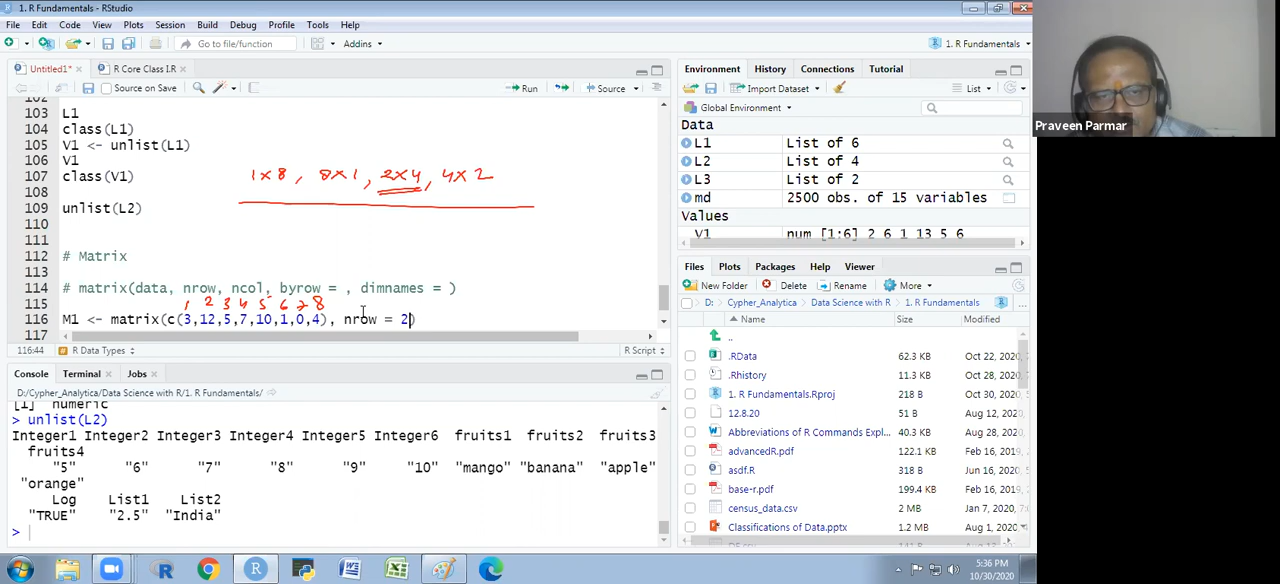 1. R Fundamentals - RStudio
File Edit Code View Plots Session Build Debug Profile Tools Help
Go to file/function
Addins
1. R Fundamentals
Untitled1* R Core Class I.R
Source on Save
Run
Source
103 L1
104 class(L1)
105 V1 <- unlist(L1)
106 V1
107 class(V1)
1x8, 8x1, 2x4, 4x2
108
109 unlist(L2)
110
111
112 # Matrix
113
114 # matrix(data, nrow, ncol, byrow = , dimnames = )
115
1 2 3 4 5 6 7 8
116 M1 <- matrix(c(3,12,5,7,10,1,0,4), nrow = 2)
117
116:44 R Data Types R Script
Console Terminal Jobs
D:/Cypher_Analytica/Data Science with R/1. R Fundamentals/
[1] numeric
> unlist(L2)
Integer1 Integer2 Integer3 Integer4 Integer5 Integer6 fruits1 fruits2 fruits3
fruits4
"5" "6" "7" "8" "9" "10" "mango" "banana" "apple"
"orange"
Log List1 List2
"TRUE" "2.5" "India"
>
Environment History Connections Tutorial
Import Dataset
List
Global Environment
Data
L1 List of 6
L2 List of 4
L3 List of 2
md 2500 obs. of 15 variables
Values
V1 num [1:6] 2 6 1 13 5 6
Files Plots Packages Help Viewer
New Folder Delete Rename More
D: Cypher_Analytica Data Science with R 1. R Fundamentals
Name Size Modified
..
.RData 62.3 KB Oct 22, 2020,
.Rhistory 11.3 KB Oct 28, 2020,
1. R Fundamentals.Rproj 218 B Oct 30, 2020,
12.8.20 51 B Aug 12, 2020,
Abbreviations of R Commands Expl... 40.3 KB Aug 28, 2020,
advancedR.pdf 122.1 KB Feb 16, 2019,
asdf.R 318 B Jun 16, 2020,
base-r.pdf 199.4 KB Feb 16, 2019,
census_data.csv 2 MB Jan 7, 2020,
Classifications of Data.pptx 1.2 MB Aug 1, 2020,
Praveen Parmar
5:36 PM
10/30/2020